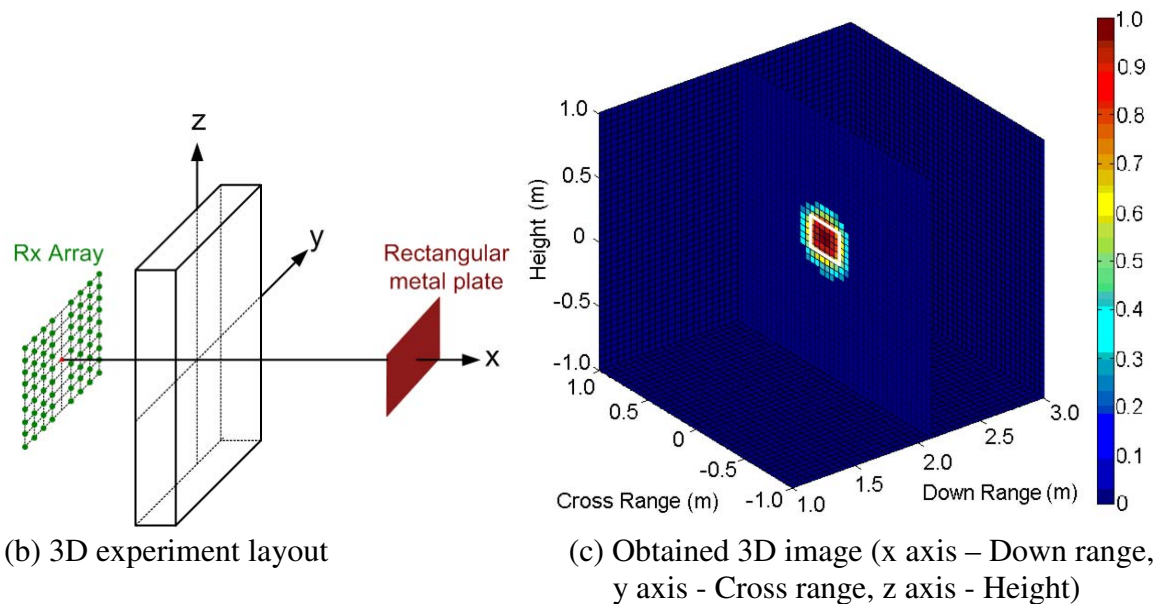 z
y
x
Rx Array
Rectangular
metal plate
(b) 3D experiment layout
1.0
0.5
0
-0.5
-1.0
Height (m)
1.0
0.5
0
-0.5
-1.0
Cross Range (m)
1.0
1.5
2.0
2.5
3.0
Down Range (m)
1.0
0.9
0.8
0.7
0.6
0.5
0.4
0.3
0.2
0.1
0
(c) Obtained 3D image (x axis – Down range,
y axis - Cross range, z axis - Height)